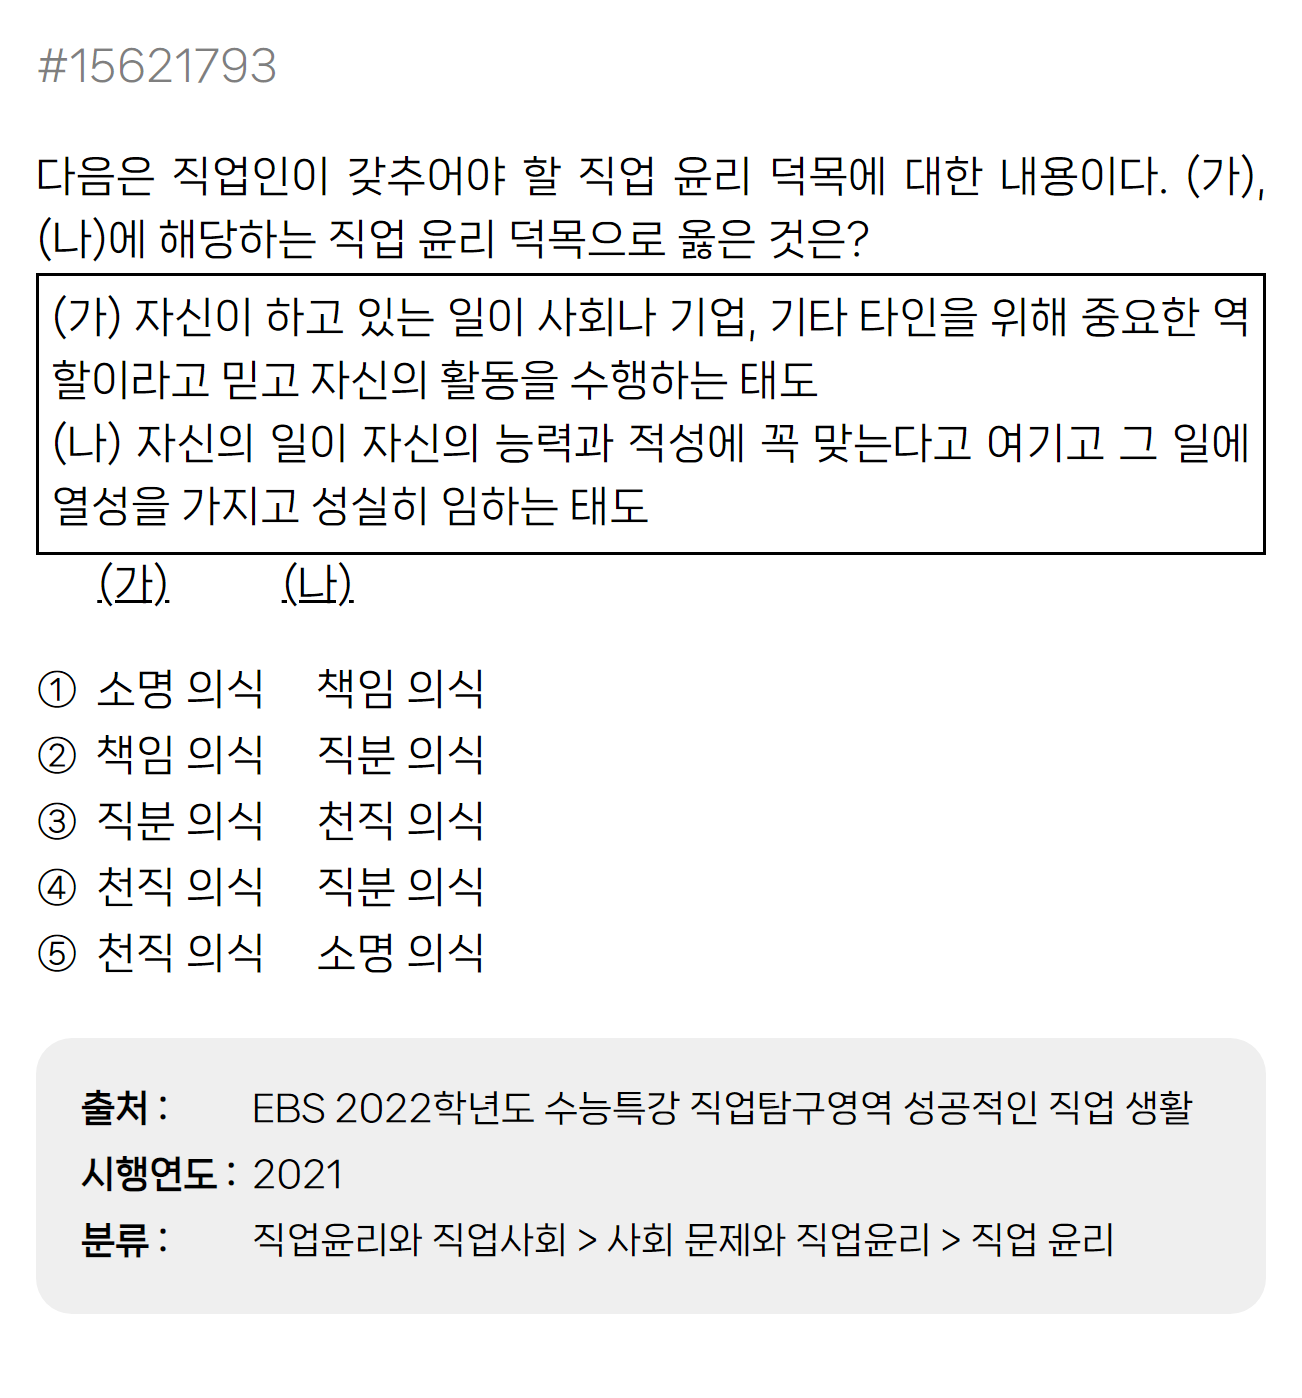 #15621793
다음은 직업인이 갖추어야 할 직업 윤리 덕목에 대한 내용이다. (가),
(나)에 해당하는 직업 윤리 덕목으로 옳은 것은?
(가) 자신이 하고 있는 일이 사회나 기업, 기타 타인을 위해 중요한 역
할이라고 믿고 자신의 활동을 수행하는 태도
(나) 자신의 일이 자신의 능력과 적성에 꼭 맞는다고 여기고 그 일에
열성을 가지고 성실히 임하는 태도
(가) (나)
① 소명 의식 책임 의식
② 책임 의식 직분 의식
③ 직분 의식 천직 의식
④ 천직 의식 직분 의식
⑤ 천직 의식 소명 의식
출처 : EBS 2022학년도 수능특강 직업탐구영역 성공적인 직업 생활
시행연도 : 2021
분류 : 직업윤리와 직업사회 > 사회 문제와 직업윤리 > 직업 윤리